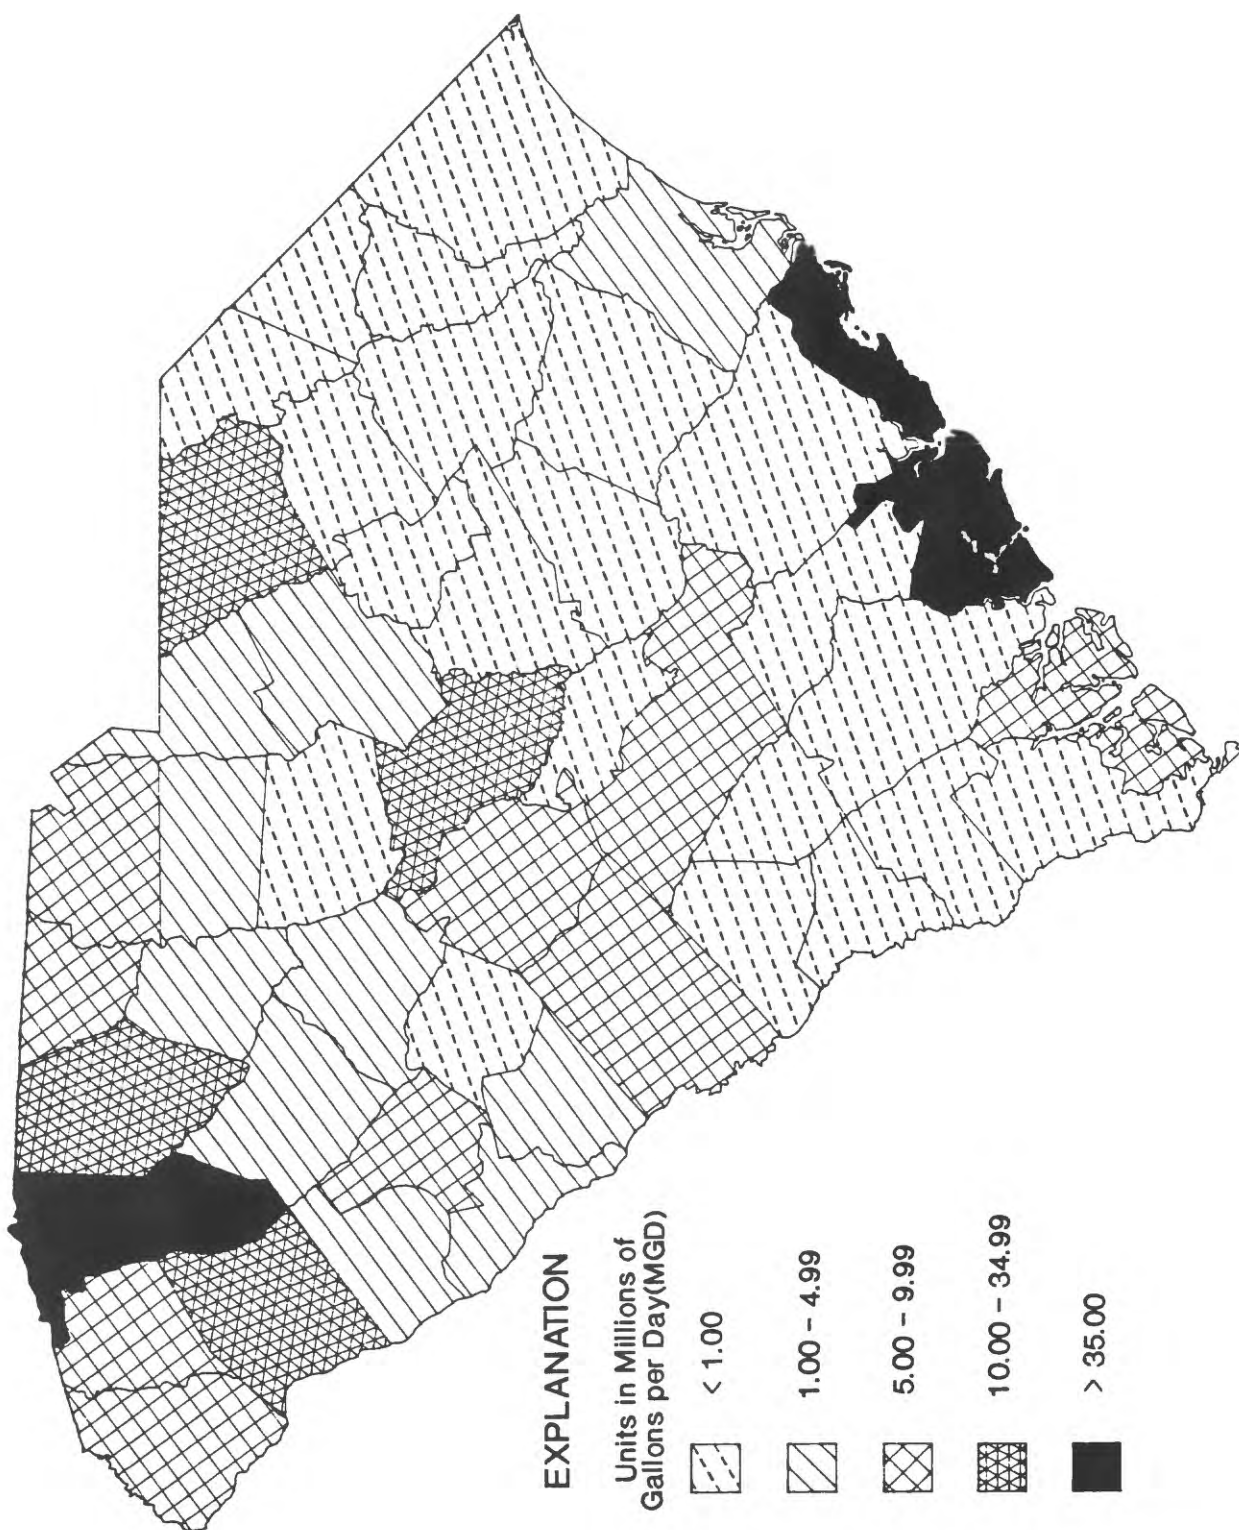 EXPLANATION
Units in Millions of
Gallons per Day(MGD)
< 1.00
1.00 – 4.99
5.00 – 9.99
10.00 – 34.99
> 35.00